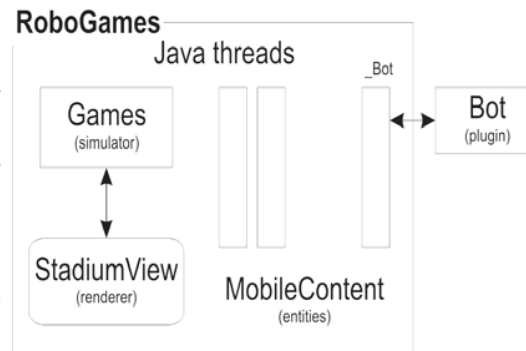 RoboGames
Java threads
_Bot
Games
(simulator)
Bot
(plugin)
StadiumView
(renderer)
MobileContent
(entities)